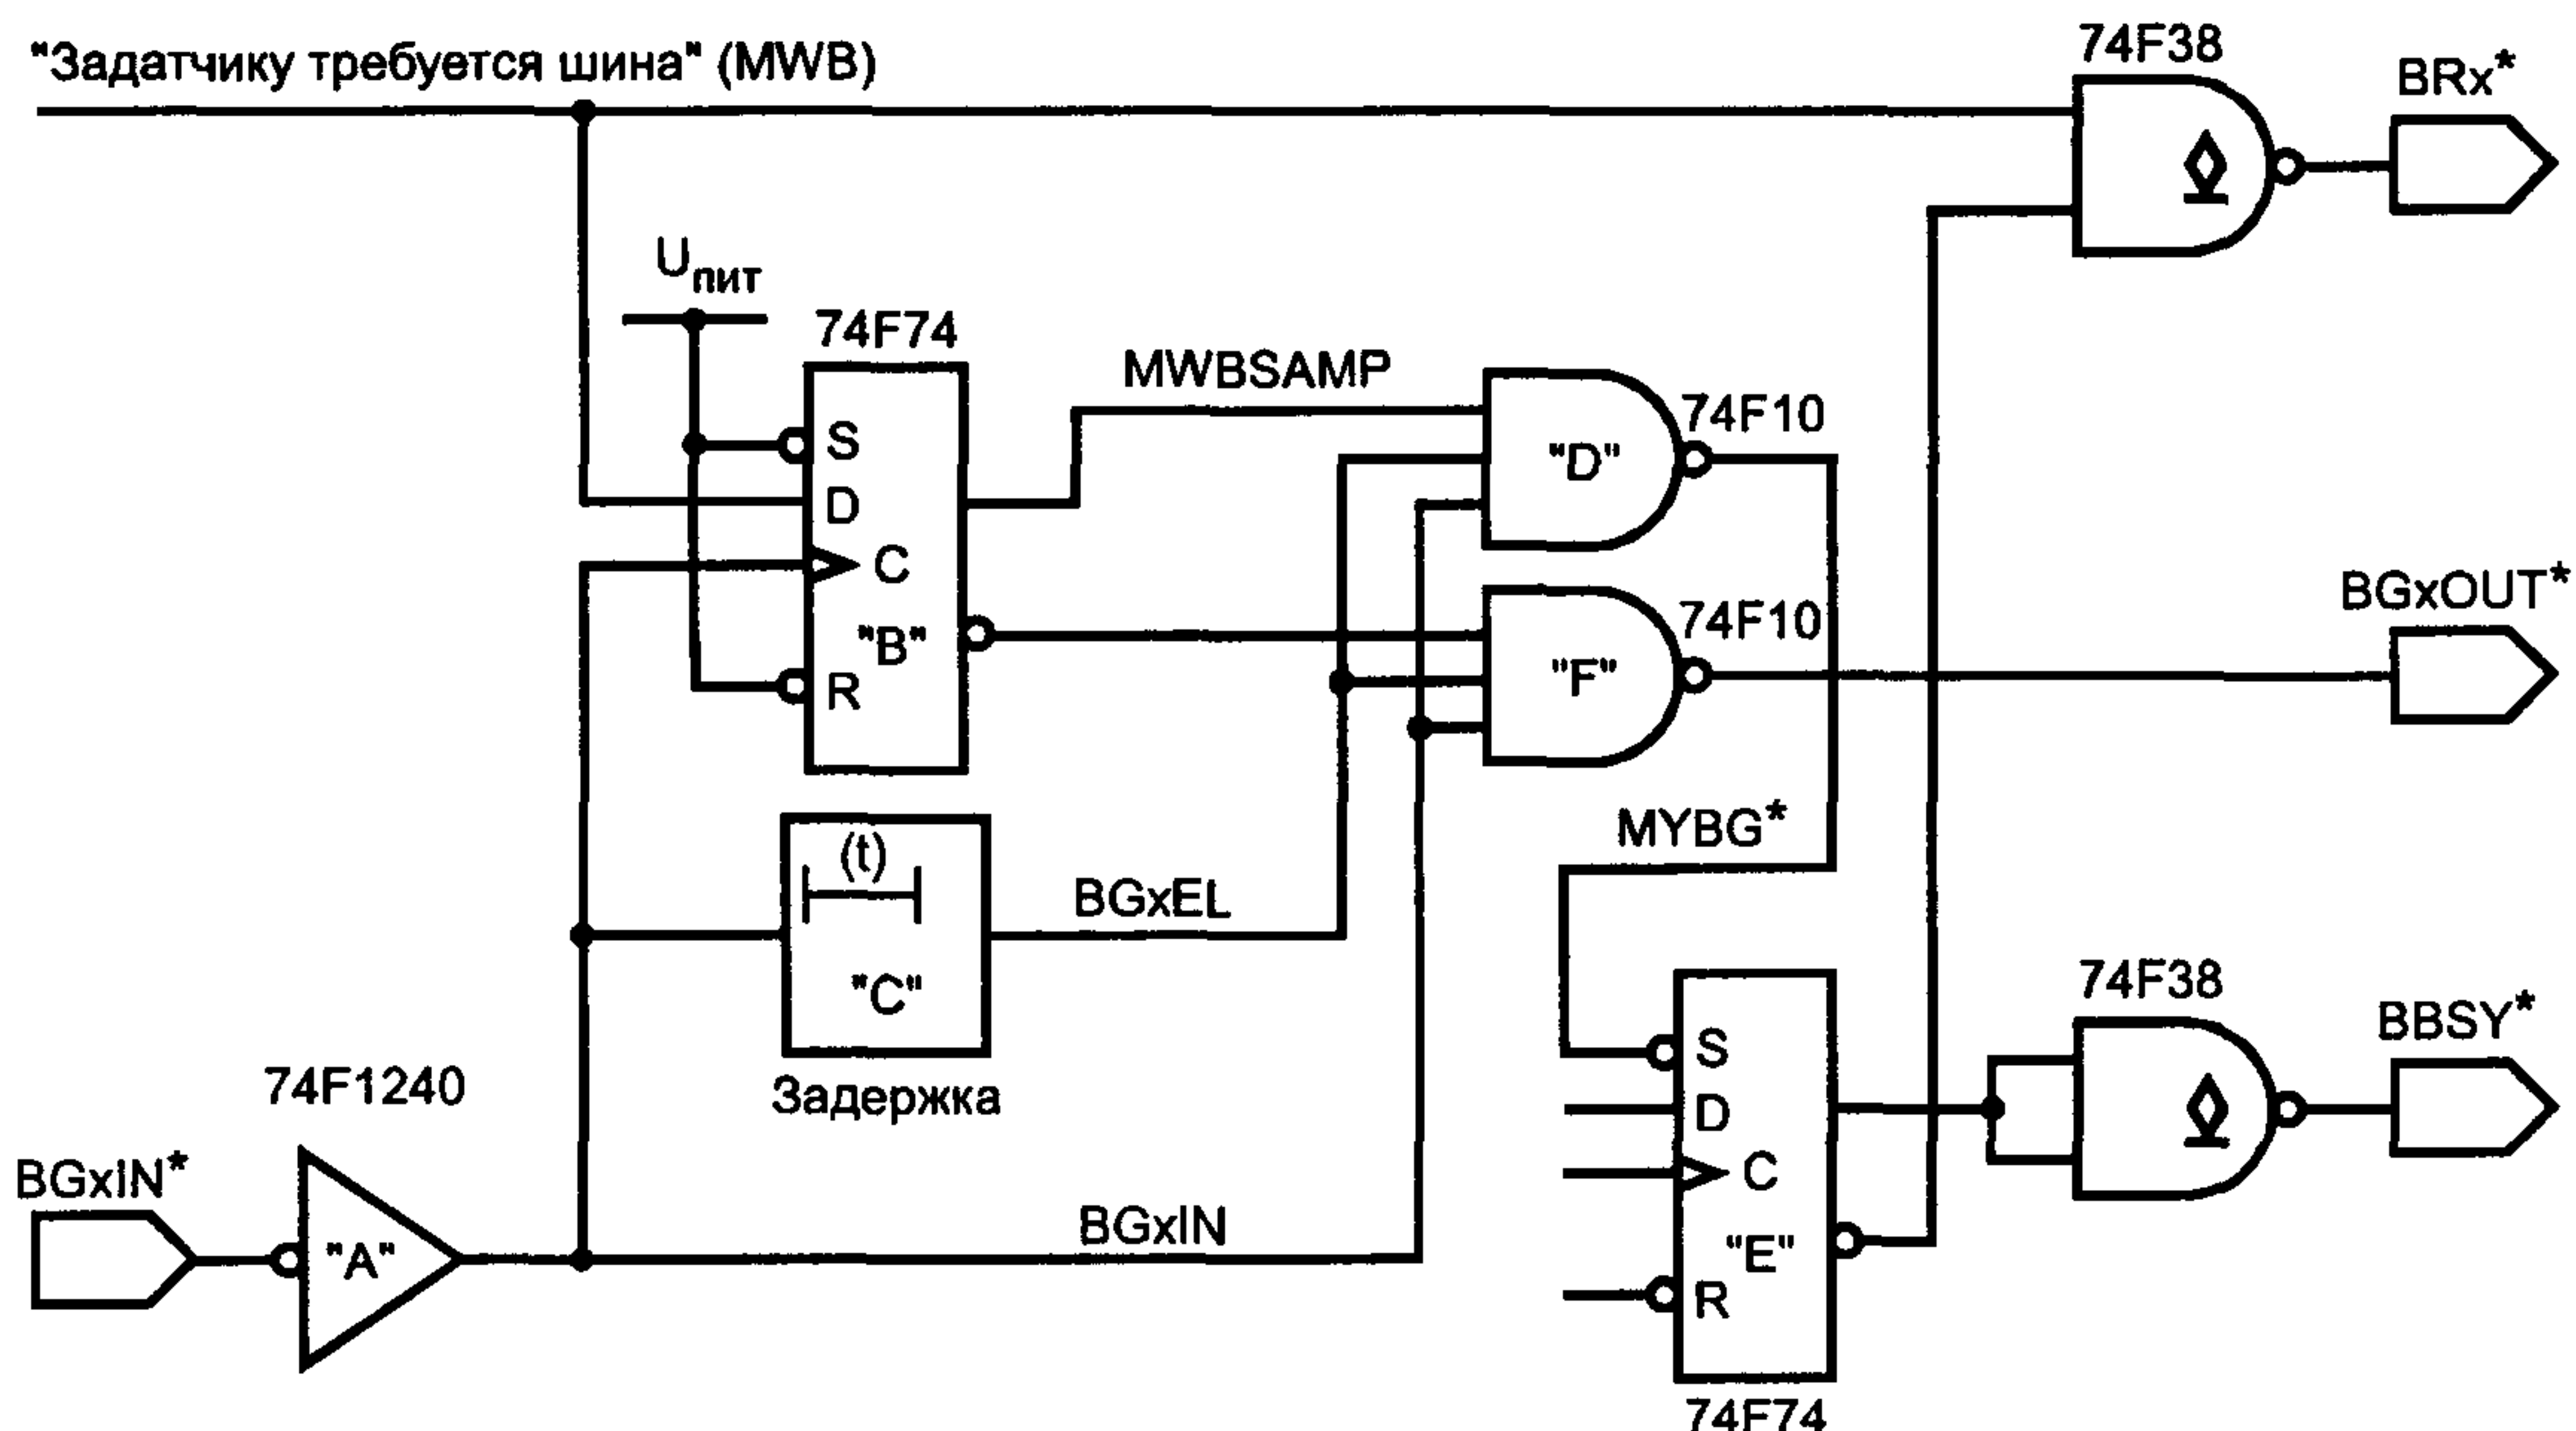 "Задатчику требуется шина" (MWB)
74F38
BRx*
Uпит
74F74
MWBSAMP
74F10
S
D
C
"B"
R
"D"
74F10
"F"
BGxOUT*
(t)
"C"
BGxEL
MYBG*
Задержка
74F1240
BGxIN*
"A"
BGxIN
S
D
C
"E"
R
74F74
74F38
BBSY*